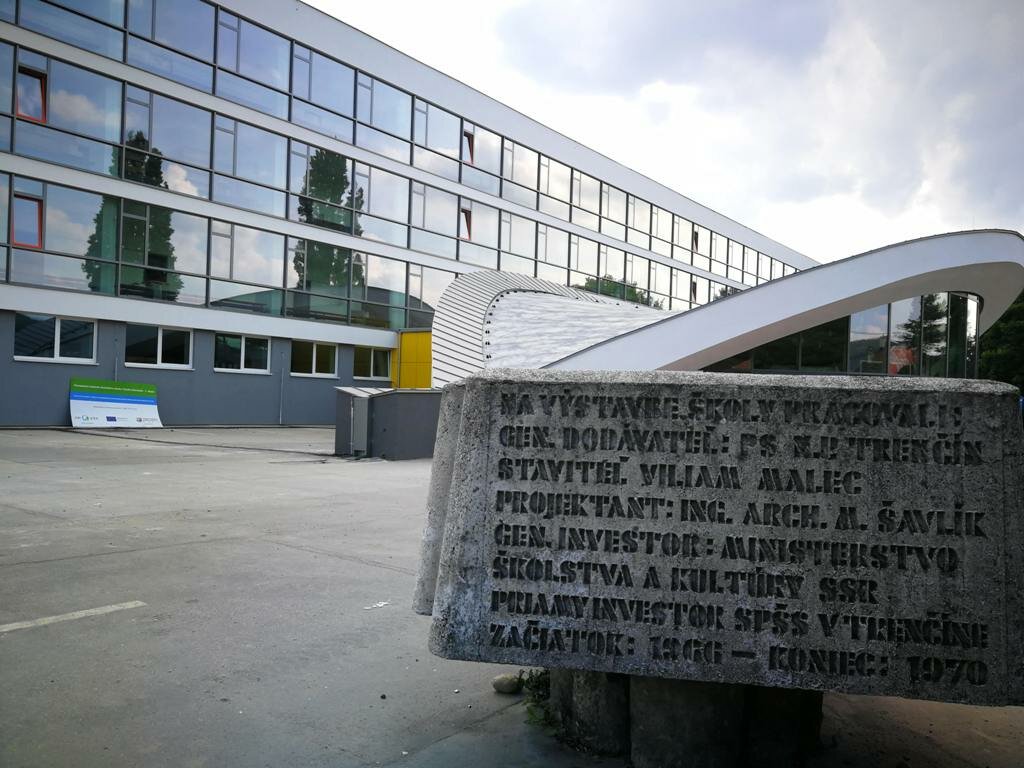 NA VÝSTAVBE ŠKOLY PRACOVALI:
GEN. DODÁVATEĽ: PS N.P. TRENČÍN
STAVITEĽ VILIAM MALEC
PROJEKTANT: ING. ARCH. M. ŠAVLÍK
GEN. INVESTOR: MINISTERSTVO
ŠKOLSTVA A KULTÚRY SSR
PRIAMY INVESTOR SPŠS V TRENČÍNE
ZAČIATOK: 1966 – KONIEC: 1970